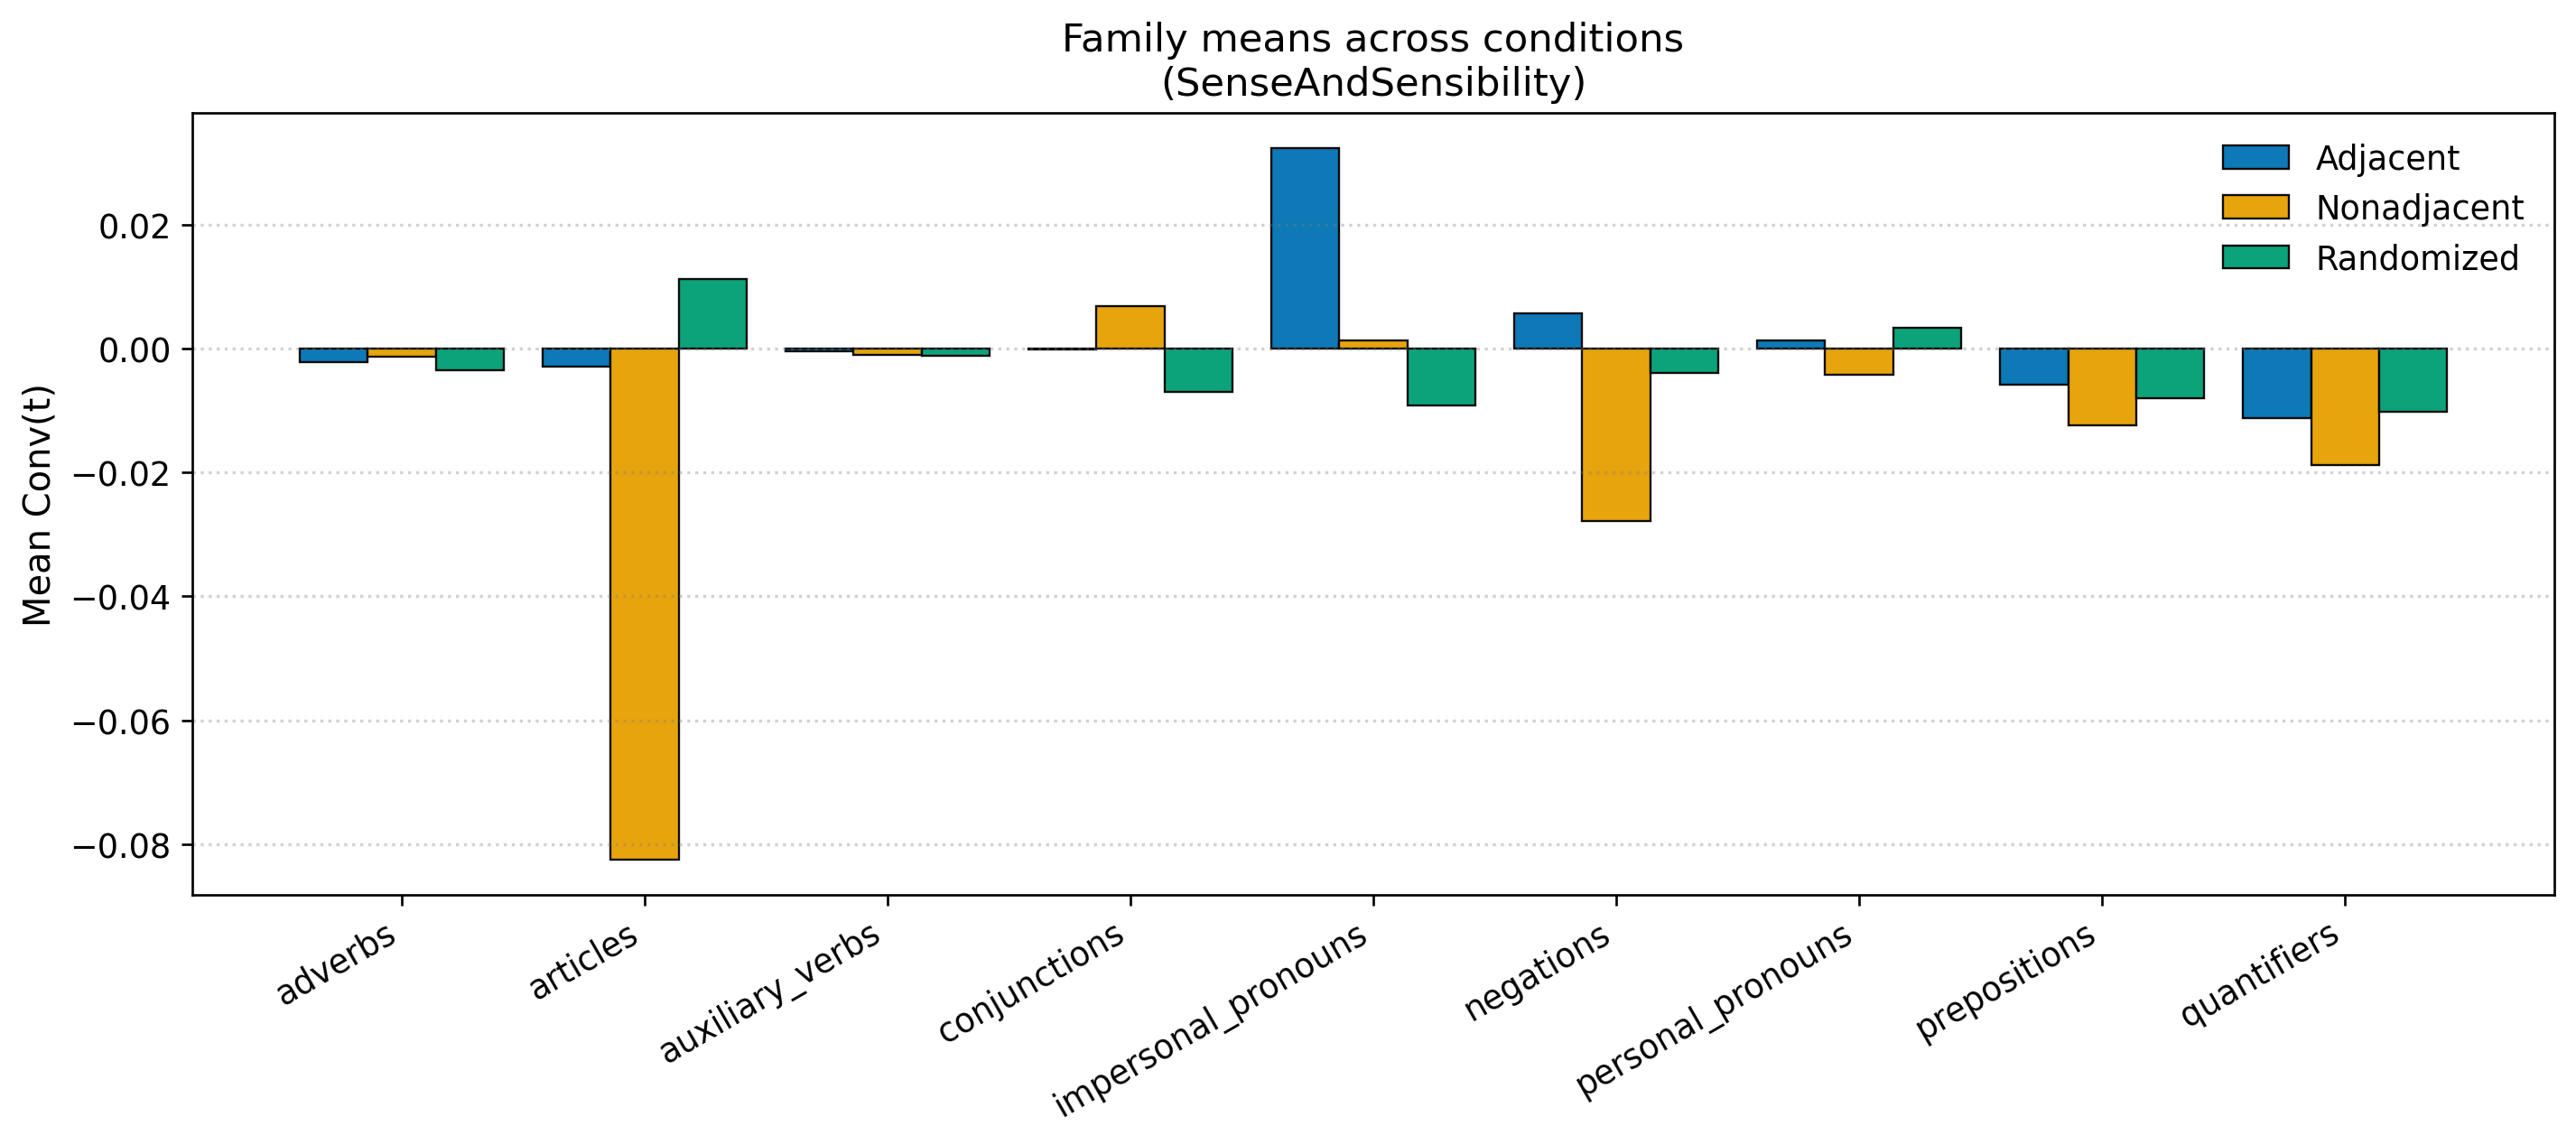 Family means across conditions
(SenseAndSensibility)
Adjacent
Nonadjacent
Randomized
Mean Conv(t)
0.02
0.00
−0.02
−0.04
−0.06
−0.08
adverbs
articles
auxiliary_verbs
conjunctions
impersonal_pronouns
negations
personal_pronouns
prepositions
quantifiers